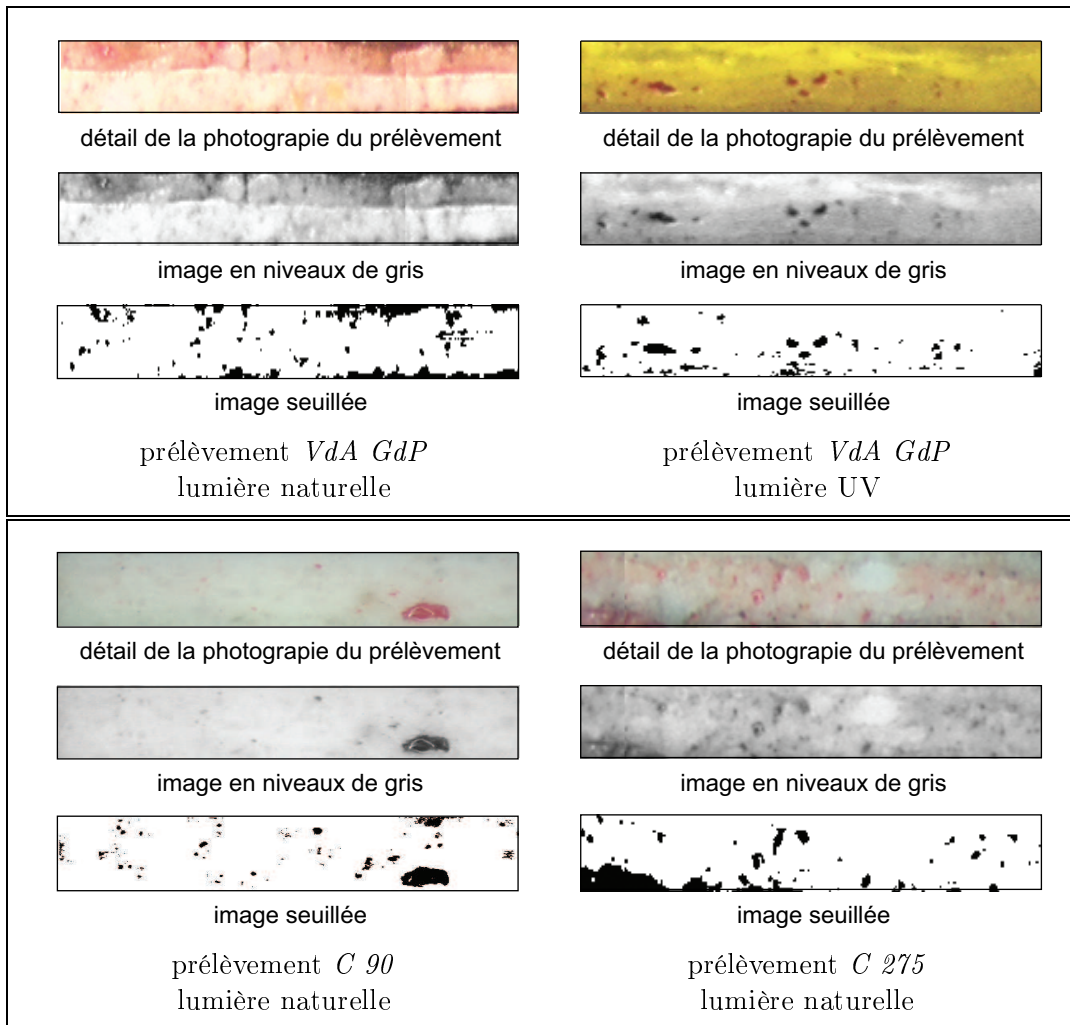 détail de la photograpie du prélèvement
image en niveaux de gris
image seuillée
prélèvement VdA GdP
lumière naturelle
détail de la photograpie du prélèvement
image en niveaux de gris
image seuillée
prélèvement VdA GdP
lumière UV
détail de la photograpie du prélèvement
image en niveaux de gris
image seuillée
prélèvement C 90
lumière naturelle
détail de la photograpie du prélèvement
image en niveaux de gris
image seuillée
prélèvement C 275
lumière naturelle